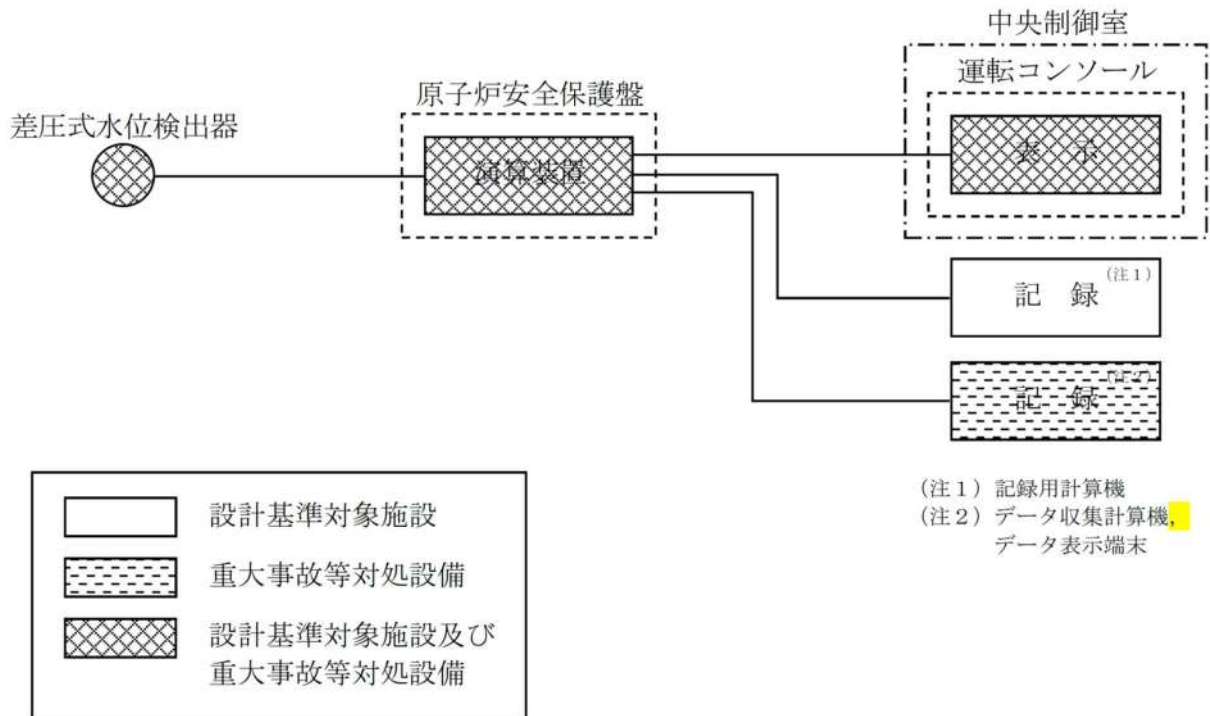 中央制御室
運転コンソール
原子炉安全保護盤
差圧式水位検出器
演算装置
表 示
記 録 (注1)
記 録 (注2)
(注1) 記録用計算機
(注2) データ収集計算機,
データ表示端末
設計基準対象施設
重大事故等対処設備
設計基準対象施設及び
重大事故等対処設備